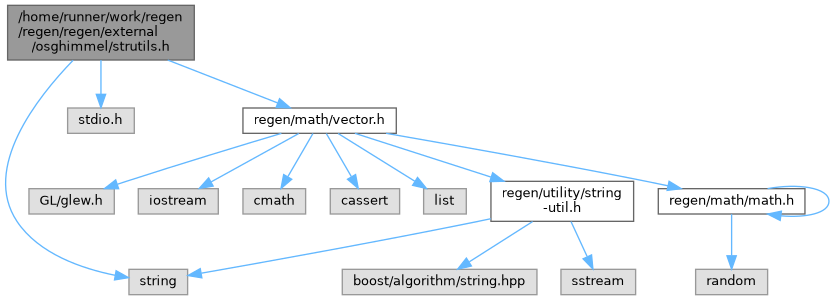 /home/runner/work/regen
/regen/regen/external
/osghimmel/strutils.h
stdio.h
regen/math/vector.h
GL/glew.h
iostream
cmath
cassert
list
regen/utility/string
-util.h
regen/math/math.h
string
boost/algorithm/string.hpp
sstream
random